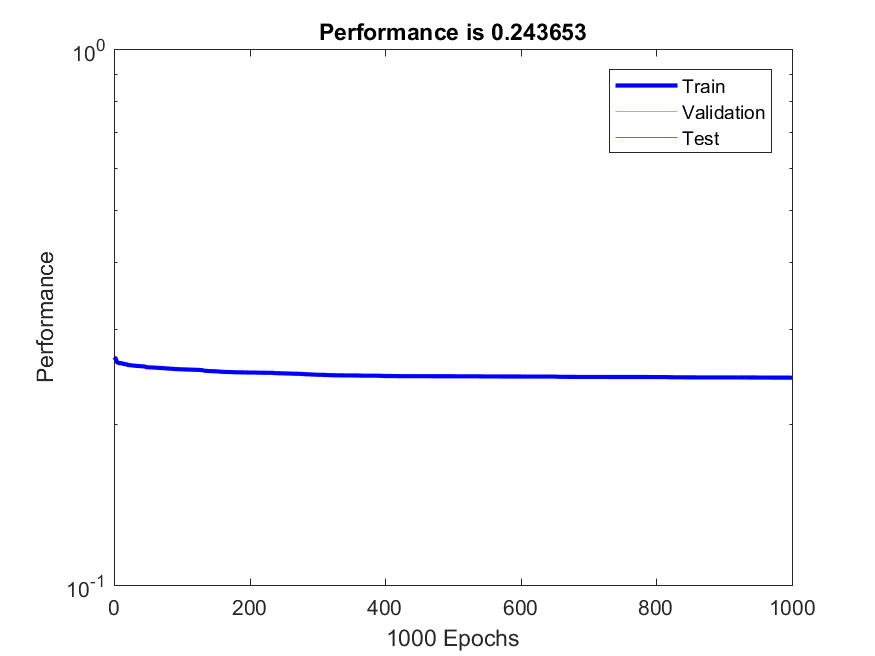 Performance is 0.243653
10^0
Train
Validation
Test
Performance
10^-1
0 200 400 600 800 1000
1000 Epochs